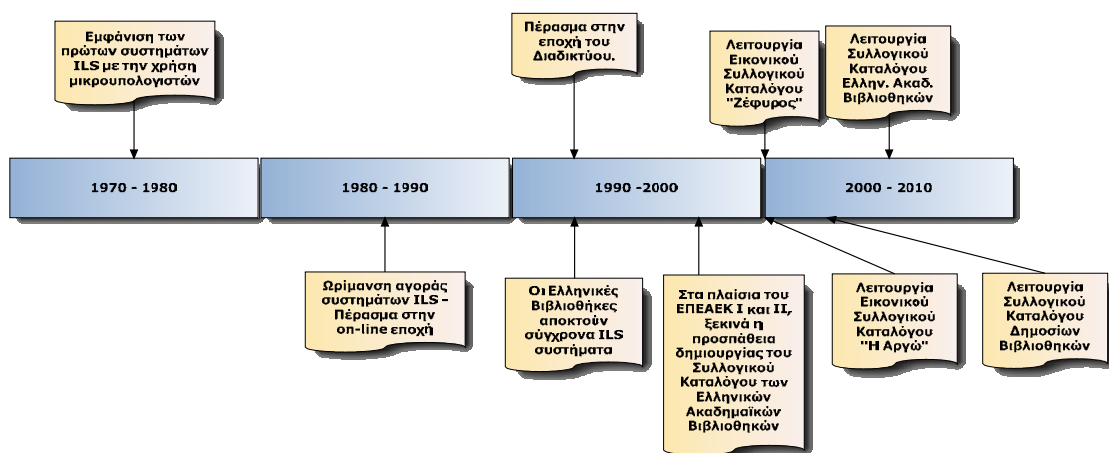 Εμφάνιση των
πρώτων συστημάτων
ILS με την χρήση
μικρουπολογιστών
Πέρασμα στην
εποχή του
Διαδικτύου.
Λειτουργία
Εικονικού
Συλλογικού
Καταλόγου
"Ζέφυρος"
Λειτουργία
Συλλογικού
Καταλόγου
Ελλην. Ακαδ.
Βιβλιοθηκών
1970 - 1980
1980 - 1990
1990 -2000
2000 - 2010
Ωρίμανση αγοράς
συστημάτων ILS –
Πέρασμα στην
on-line εποχή
Οι Ελληνικές
Βιβλιοθήκες
αποκτούν
σύγχρονα ILS
συστήματα
Στα πλαίσια του
ΕΠΕΑΕΚ Ι και ΙΙ,
ξεκινά η
προσπάθεια
δημιουργίας του
Συλλογικού
Καταλόγου των
Ελληνικών
Ακαδημαϊκών
Βιβλιοθηκών
Λειτουργία
Εικονικού
Συλλογικού
Καταλόγου
"Η Αργώ"
Λειτουργία
Συλλογικού
Καταλόγου
Δημοσίων
Βιβλιοθηκών